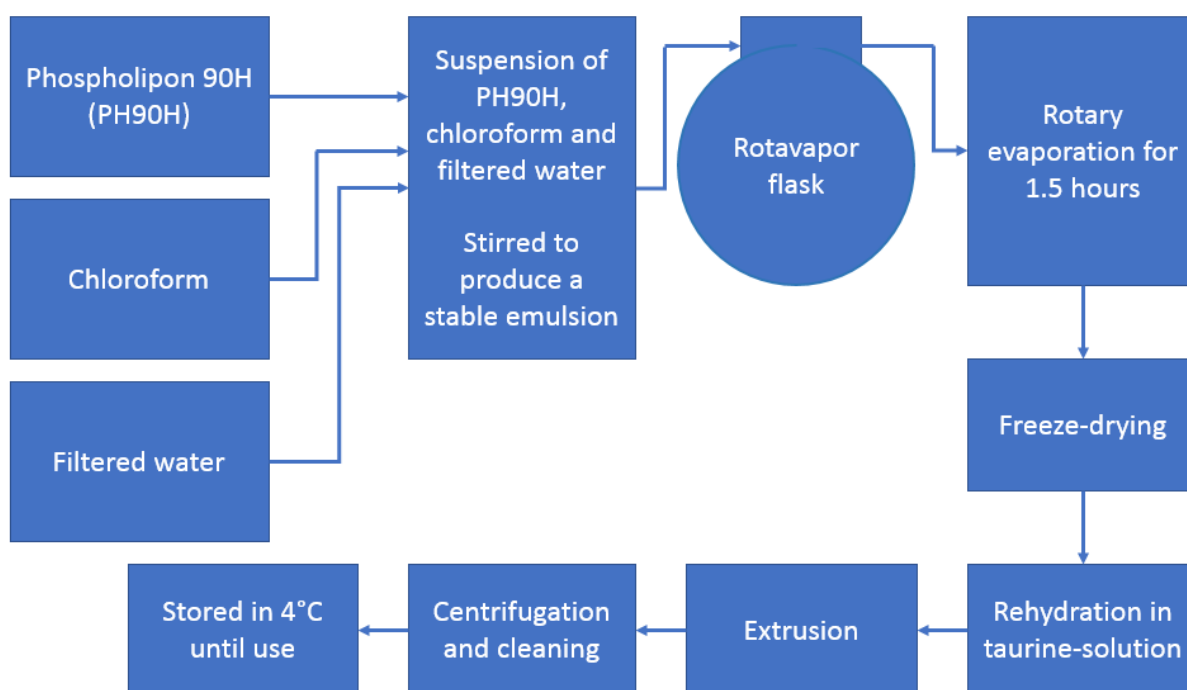 Phospholipon 90H
(PH90H)
Chloroform
Filtered water
Suspension of
PH90H,
chloroform and
filtered water
Stirred to
produce a
stable emulsion
Rotavapor
flask
Rotary
evaporation for
1.5 hours
Freeze-drying
Rehydration in
taurine-solution
Extrusion
Centrifugation
and cleaning
Stored in 4°C
until use